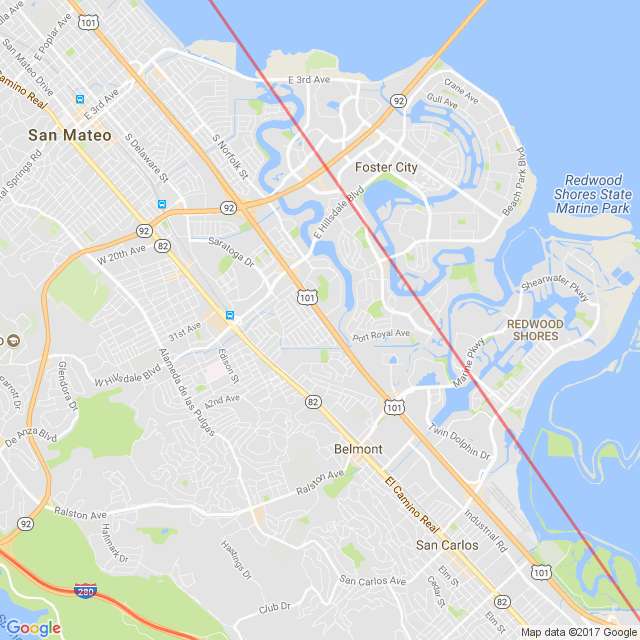 101
E Poplar Ave
San Mateo Drive
Camino Real
E 3rd Ave
E 3rd Ave
Crane Ave
Gull Ave
92
San Mateo
S Delaware St
S Norfolk St
Foster City
Beach Park Blvd
Redwood
Shores State
Marine Park
Springs Rd
92
92
82
W 20th Ave
Saratoga Dr
E Hillsdale Blvd
101
Shearwater Pkwy
REDWOOD
SHORES
31st Ave
Port Royal Ave
Marine Pkwy
W Hillsdale Blvd
Alameda de las Pulgas
Edison St
42nd Ave
82
101
Glendora Dr
Parrott Dr
De Anza Blvd
Twin Dolphin Dr
Belmont
Ralston Ave
El Camino Real
Ralston Ave
92
Hallmark Dr
Hastings Dr
Industrial Rd
San Carlos
San Carlos Ave
Elm St
Cedar St
101
280
Club Dr
82
Elm St
Google
Map data ©2017 Google